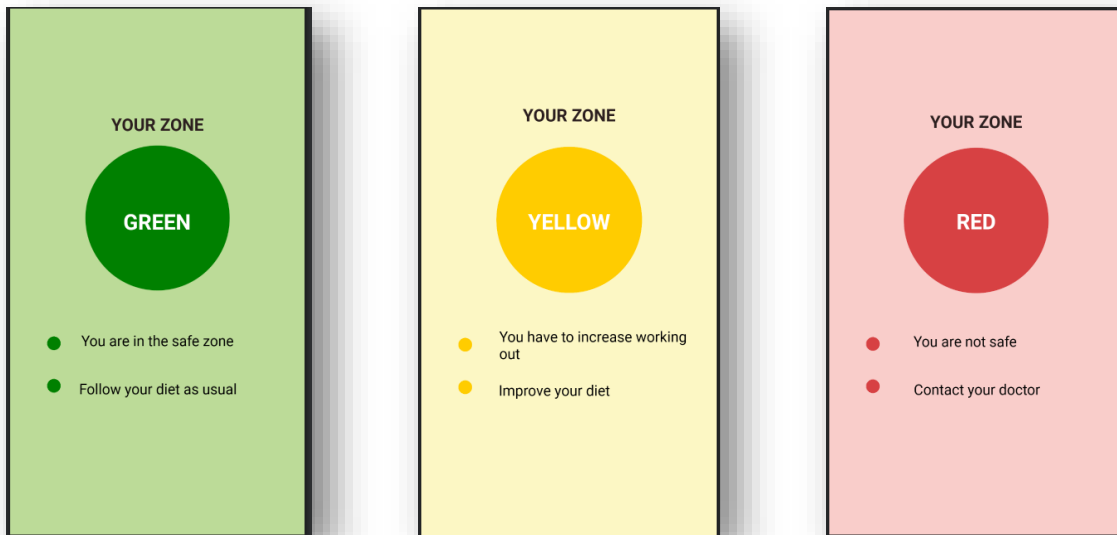 YOUR ZONE
GREEN
You are in the safe zone
Follow your diet as usual
YOUR ZONE
YELLOW
You have to increase working
out
Improve your diet
YOUR ZONE
RED
You are not safe
Contact your doctor